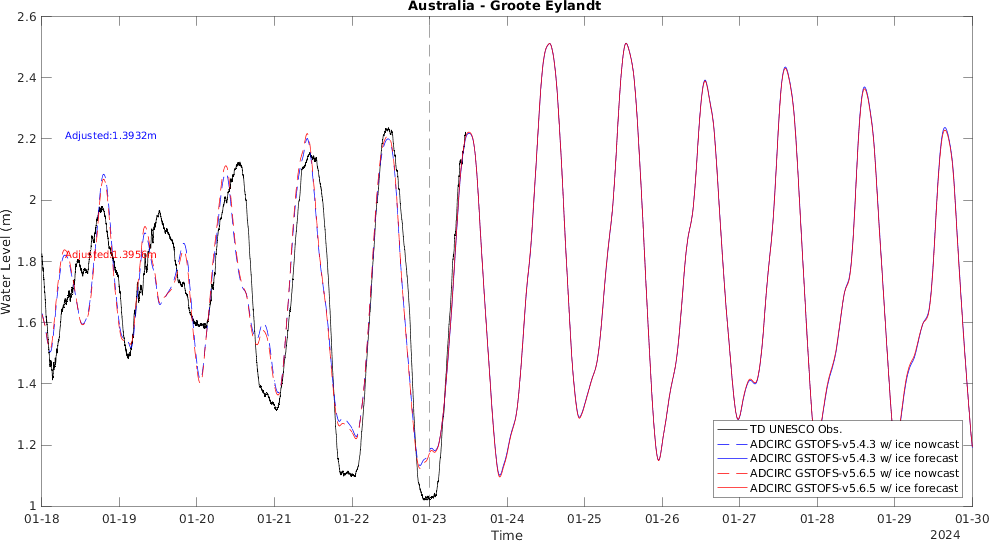 Australia - Groote Eylandt
2.6
2.4
2.2
2
1.8
1.6
1.4
1.2
1
Water Level (m)
Adjusted:1.3932m
Adjusted:1.3956m
TD UNESCO Obs.
ADCIRC GSTOFS-v5.4.3 w/ ice nowcast
ADCIRC GSTOFS-v5.4.3 w/ ice forecast
ADCIRC GSTOFS-v5.6.5 w/ ice nowcast
ADCIRC GSTOFS-v5.6.5 w/ ice forecast
01-18 01-19 01-20 01-21 01-22 01-23 01-24 01-25 01-26 01-27 01-28 01-29 01-30
Time
2024